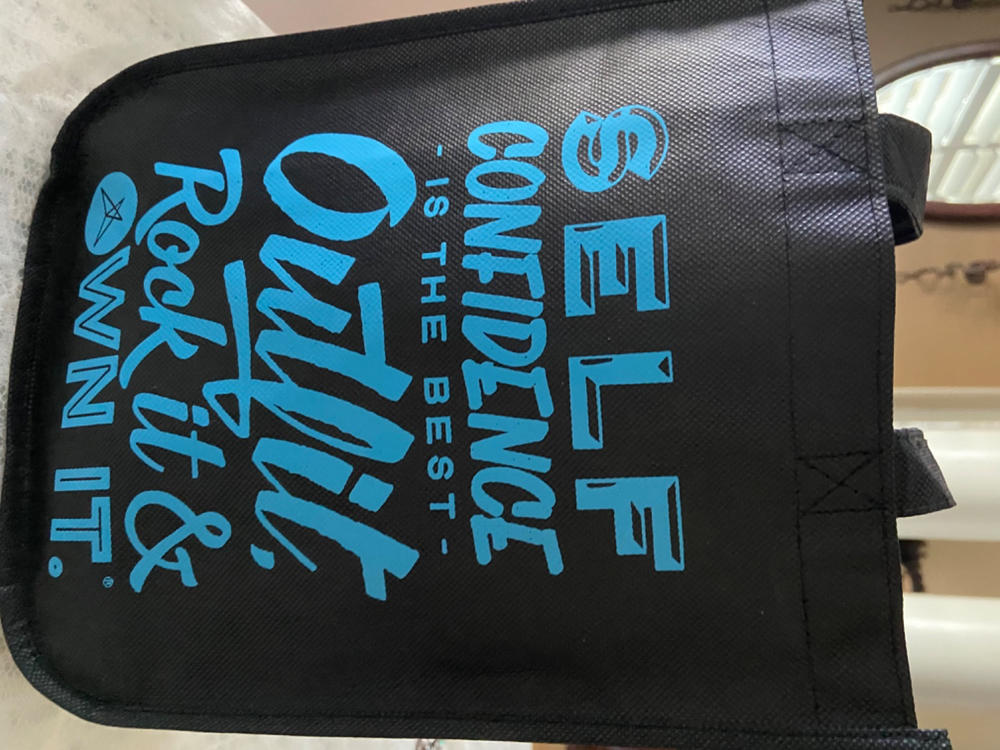 SELF
CONFIDENCE
- IS THE BEST -
Outfit.
Rock it &
OWN IT.®